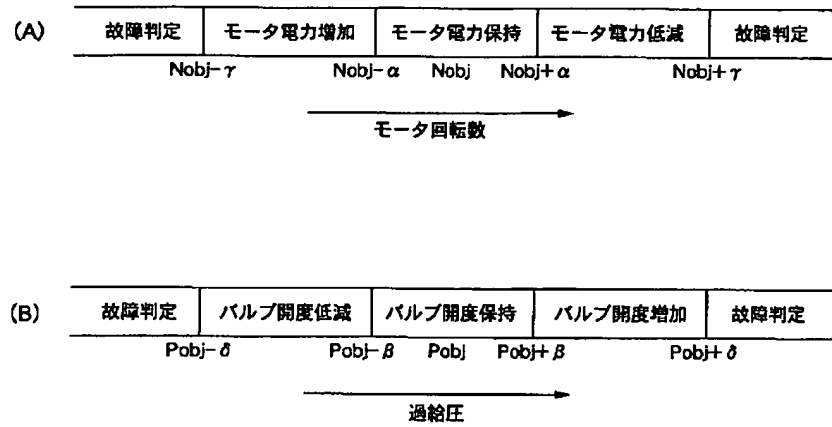 (A) 故障判定 モータ電力増加 モータ電力保持 モータ電力低減 故障判定
Nobj-γ Nobj-α Nobj Nobj+α Nobj+γ
モータ回転数
(B) 故障判定 バルブ開度低減 バルブ開度保持 バルブ開度増加 故障判定
Pobj-δ Pobj-β Pobj Pobj+β Pobj+δ
過給圧